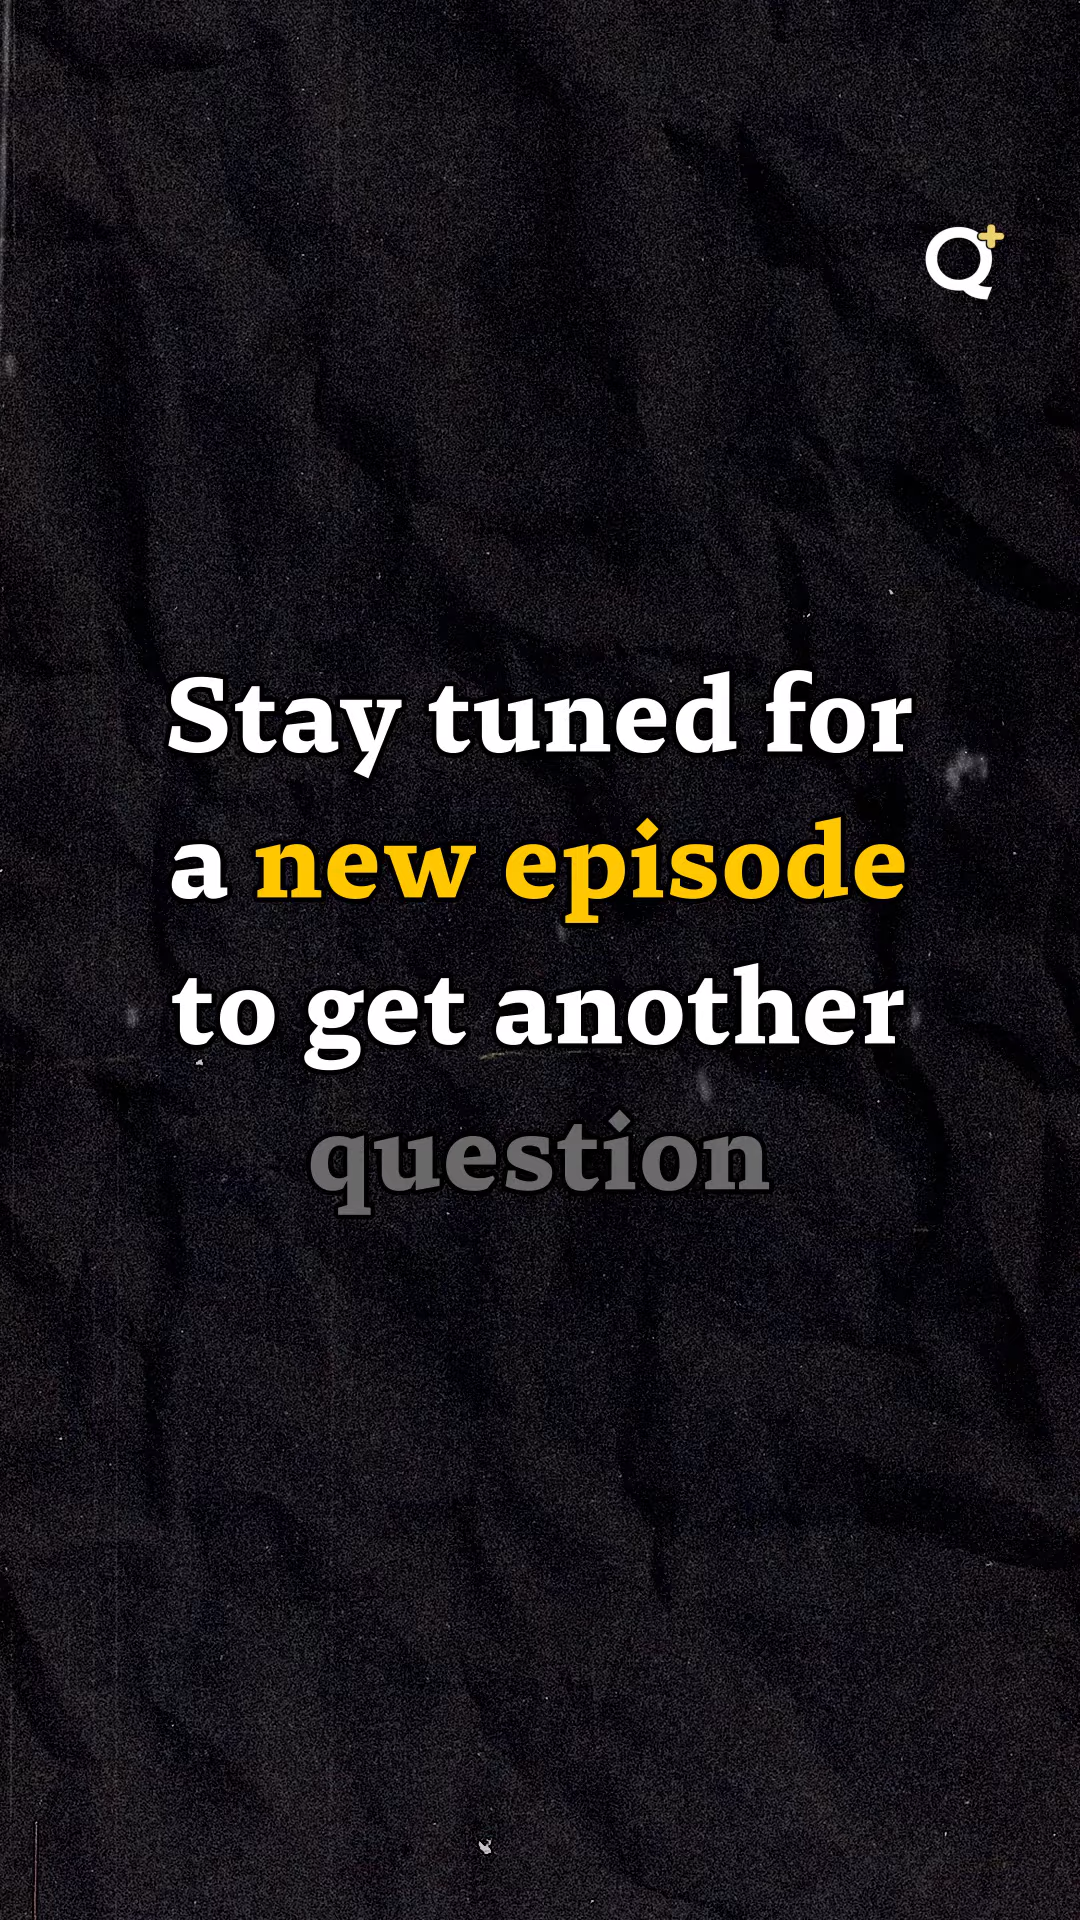 Q+
Stay tuned for
a new episode
to get another
question